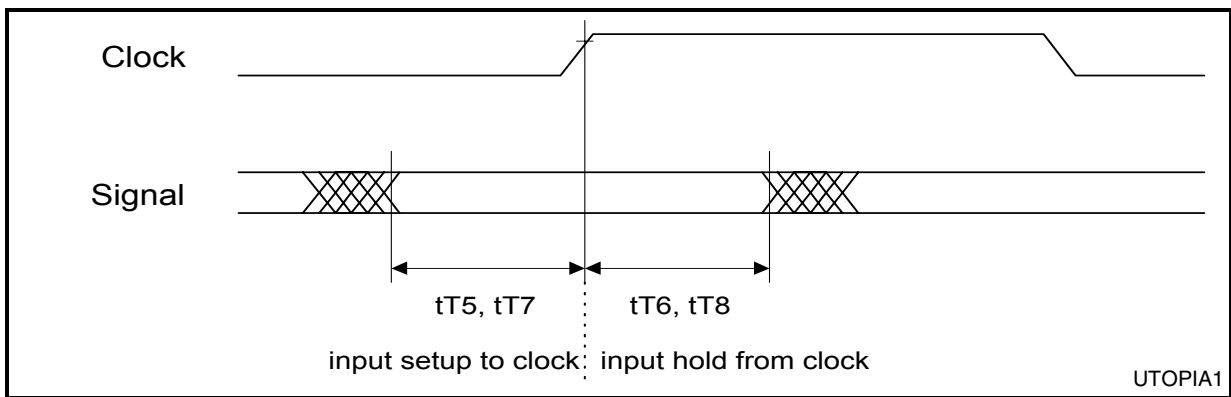 Clock
Signal
tT5, tT7
tT6, tT8
input setup to clock
input hold from clock
UTOPIA1